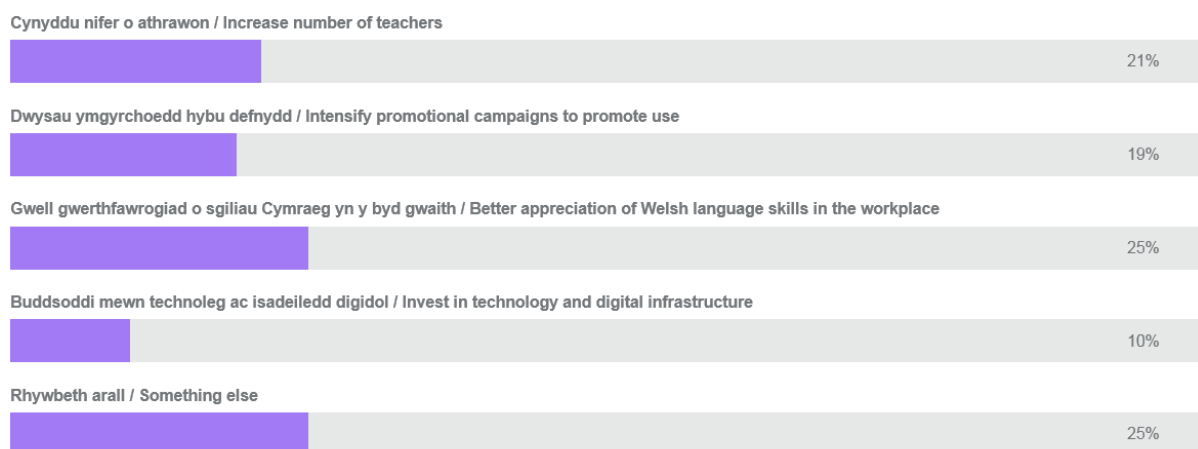 Cynyddu nifer o athrawon / Increase number of teachers
21%
Dwysau ymgyrchoedd hybu defnydd / Intensify promotional campaigns to promote use
19%
Gwell gwerthfawrogiad o sgiliau Cymraeg yn y byd gwaith / Better appreciation of Welsh language skills in the workplace
25%
Buddsoddi mewn technoleg ac isadeiledd digidol / Invest in technology and digital infrastructure
10%
Rhywbeth arall / Something else
25%